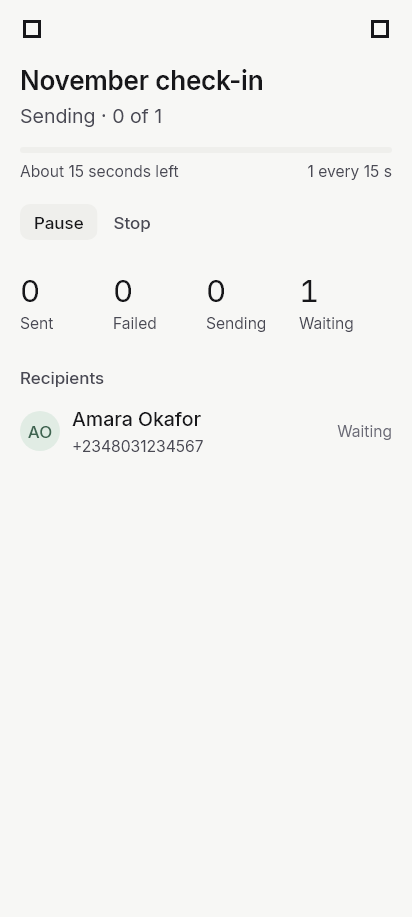 November check-in
Sending · 0 of 1
About 15 seconds left
1 every 15 s
Pause
Stop
0
0
0
1
Sent
Failed
Sending
Waiting
Recipients
AO
Amara Okafor
+2348031234567
Waiting